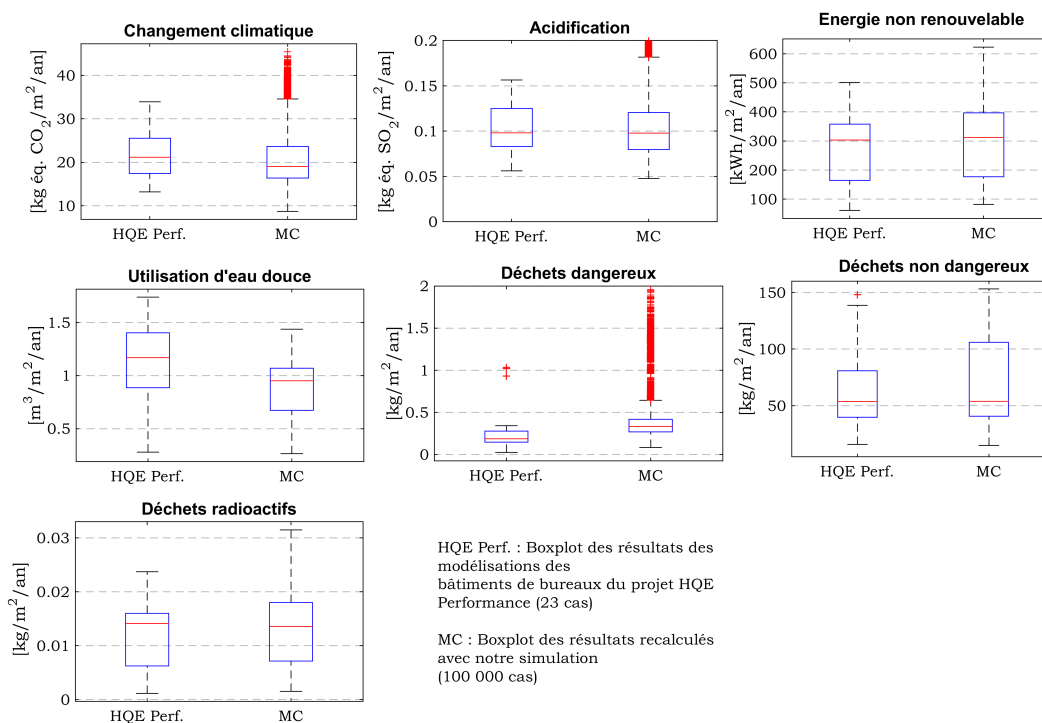 Changement climatique
[kg éq. CO2/m2/an]
40
30
20
10
HQE Perf.
MC
Acidification
[kg éq. SO2/m2/an]
0.2
0.15
0.1
0.05
0
HQE Perf.
MC
Energie non renouvelable
[kWh/m2/an]
600
500
400
300
200
100
HQE Perf.
MC
Utilisation d'eau douce
[m3/m2/an]
1.5
1
0.5
HQE Perf.
MC
Déchets dangereux
[kg/m2/an]
2
1.5
1
0.5
0
HQE Perf.
MC
Déchets non dangereux
[kg/m2/an]
150
100
50
HQE Perf.
MC
Déchets radioactifs
[kg/m2/an]
0.03
0.02
0.01
0
HQE Perf.
MC
HQE Perf. : Boxplot des résultats des
modélisations des
bâtiments de bureaux du projet HQE
Performance (23 cas)
MC : Boxplot des résultats recalculés
avec notre simulation
(100 000 cas)